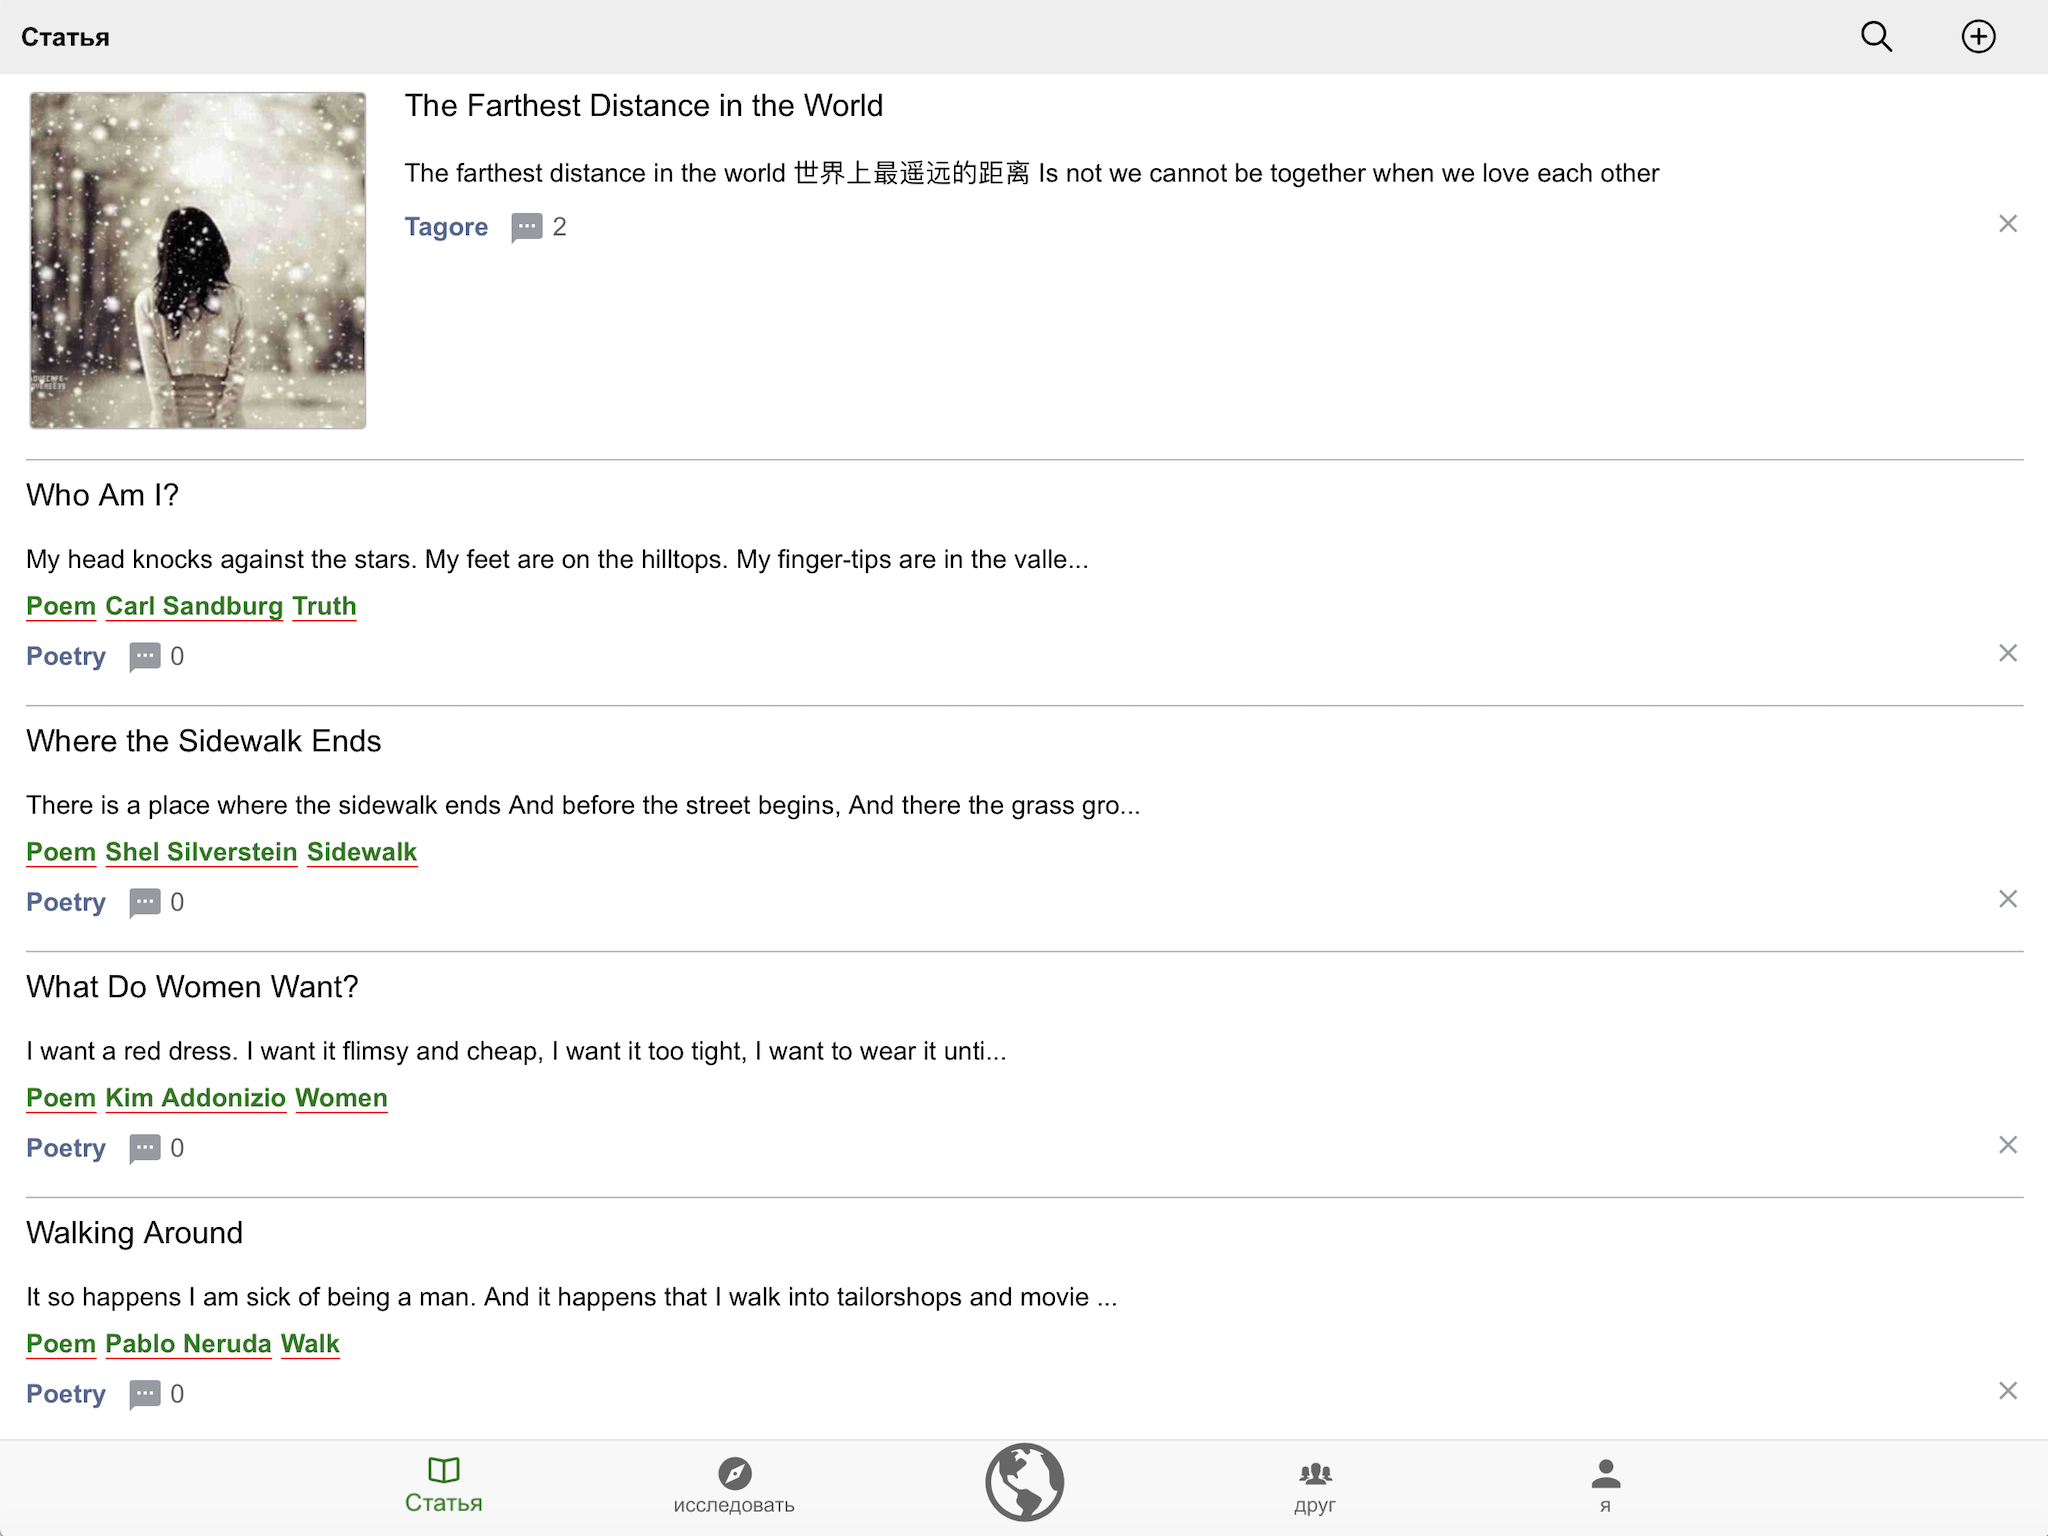 Статья
The Farthest Distance in the World
The farthest distance in the world 世界上最遥远的距离 Is not we cannot be together when we love each other
Tagore 2
Who Am I?
My head knocks against the stars. My feet are on the hilltops. My finger-tips are in the valle...
Poem Carl Sandburg Truth
Poetry 0
Where the Sidewalk Ends
There is a place where the sidewalk ends And before the street begins, And there the grass gro...
Poem Shel Silverstein Sidewalk
Poetry 0
What Do Women Want?
I want a red dress. I want it flimsy and cheap, I want it too tight, I want to wear it unti...
Poem Kim Addonizio Women
Poetry 0
Walking Around
It so happens I am sick of being a man. And it happens that I walk into tailorshops and movie ...
Poem Pablo Neruda Walk
Poetry 0
Статья исследовать друг я